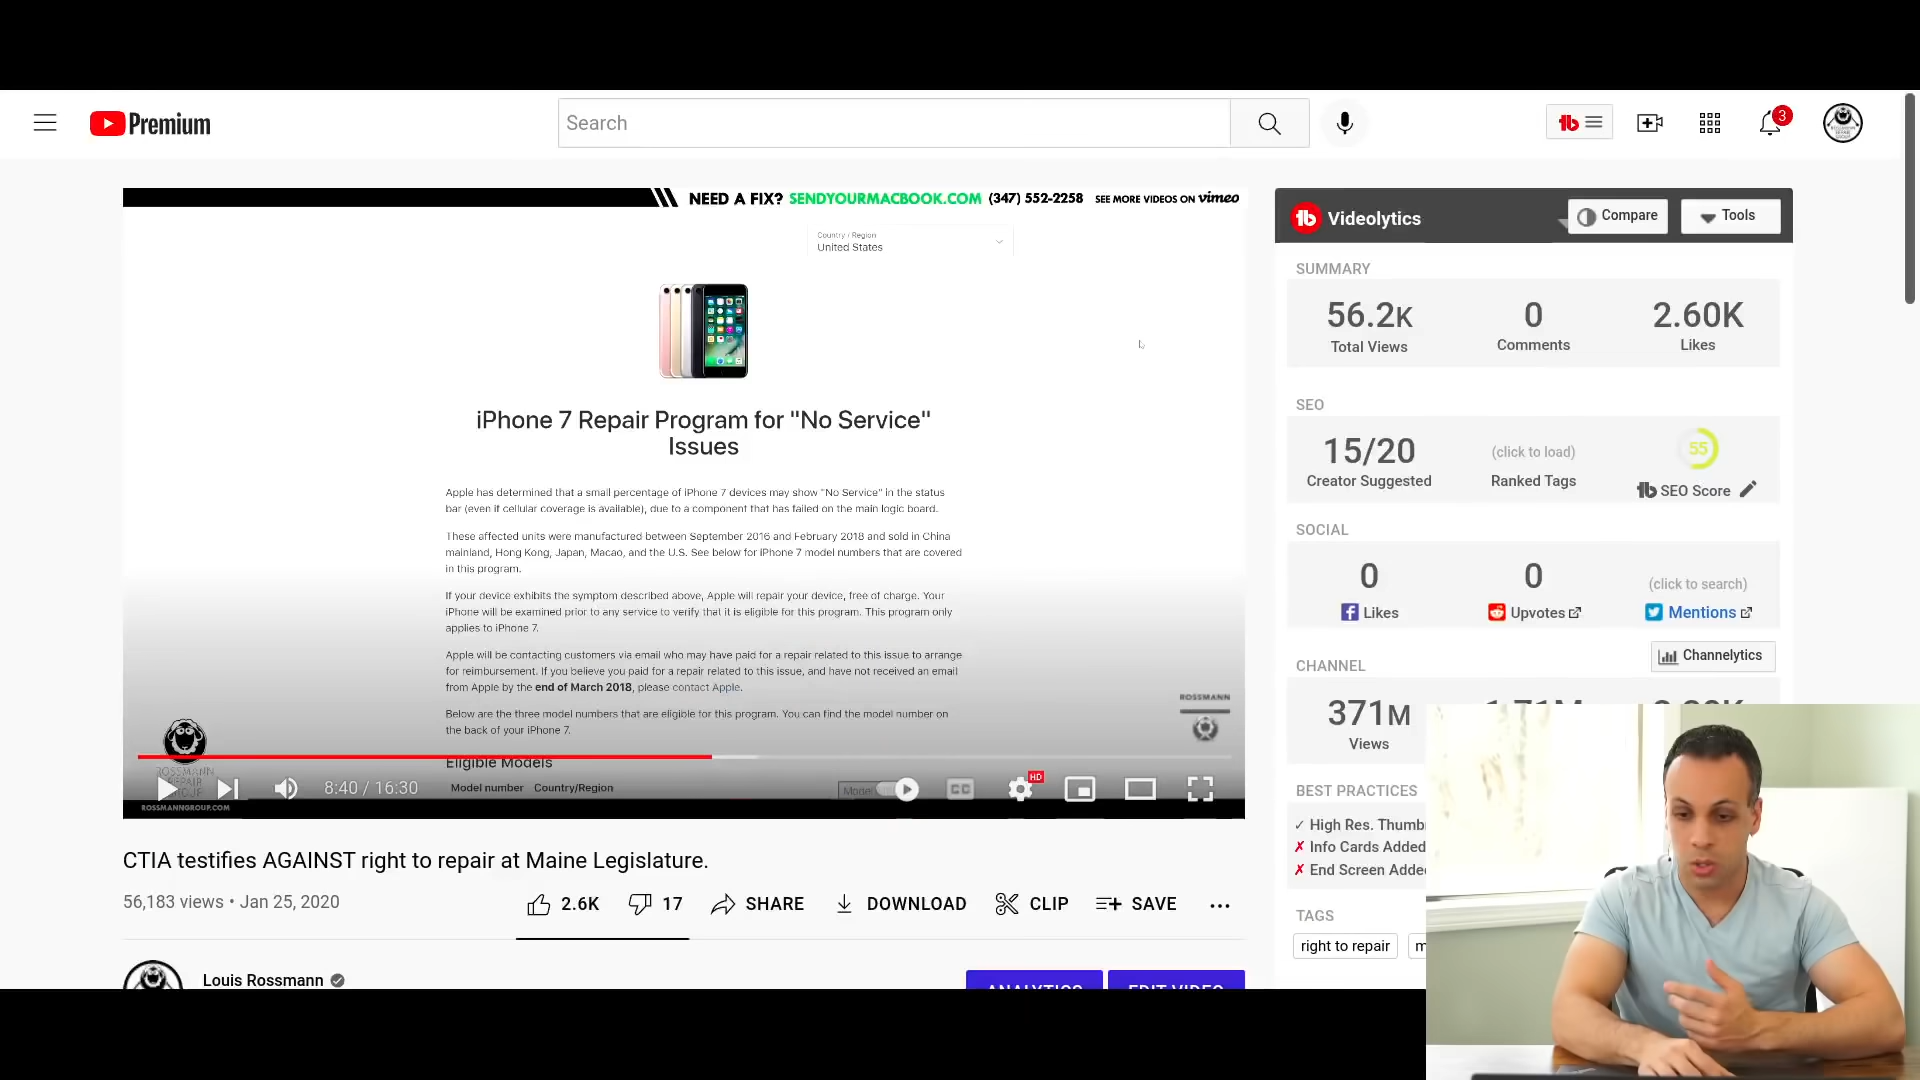 Premium
Search
3
NEED A FIX? SENDYOURMACBOOK.COM (347) 552-2258 SEE MORE VIDEOS ON vimeo
Country / Region
United States
iPhone 7 Repair Program for "No Service"
Issues
Apple has determined that a small percentage of iPhone 7 devices may show "No Service" in the status
bar (even if cellular coverage is available), due to a component that has failed on the main logic board.
These affected units were manufactured between September 2016 and February 2018 and sold in China
mainland, Hong Kong, Japan, Macao, and the U.S. See below for iPhone 7 model numbers that are covered
in this program.
If your device exhibits the symptom described above, Apple will repair your device, free of charge. Your
iPhone will be examined prior to any service to verify that it is eligible for this program. This program only
applies to iPhone 7.
Apple will be contacting customers via email who may have paid for a repair related to this issue to arrange
for reimbursement. If you believe you paid for a repair related to this issue, and have not received an email
from Apple by the end of March 2018, please contact Apple.
Below are the three model numbers that are eligible for this program. You can find the model number on
the back of your iPhone 7.
Eligible Models
Model number Country/Region
Model
ROSSMANN
ROSSMANN
REPAIR
GROUP
ROSSMANNGROUP.COM
8:40 / 16:30
CC
HD
CTIA testifies AGAINST right to repair at Maine Legislature.
56,183 views • Jan 25, 2020
2.6K
17
SHARE
DOWNLOAD
CLIP
SAVE
Louis Rossmann
ANALYTICS
EDIT VIDEO
tb Videolytics
Compare
Tools
SUMMARY
56.2K
Total Views
0
Comments
2.60K
Likes
SEO
15/20
Creator Suggested
(click to load)
Ranked Tags
55
tb SEO Score
SOCIAL
0
Likes
0
Upvotes
(click to search)
Mentions
CHANNEL
Channelytics
371M
Views
1.71M
BEST PRACTICES
✓ High Res. Thumb
✗ Info Cards Added
✗ End Screen Adde
TAGS
right to repair
m